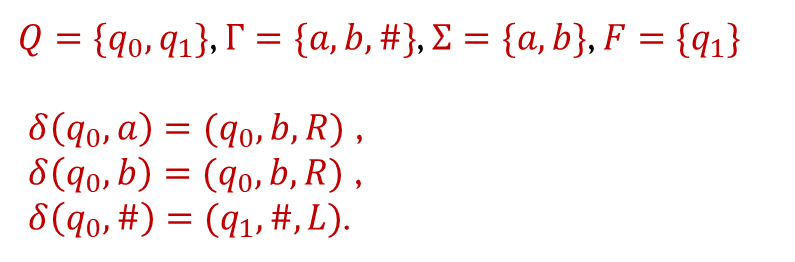 Q = {q₀, q₁}, Γ = {a, b, #}, Σ = {a, b}, F = {q₁}
δ(q₀, a) = (q₀, b, R) ,
δ(q₀, b) = (q₀, b, R) ,
δ(q₀, #) = (q₁, #, L).